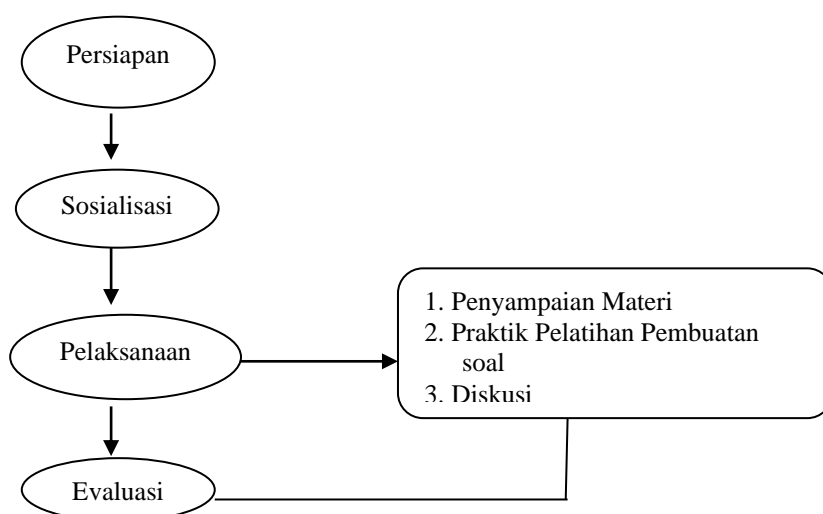 Persiapan
Sosialisasi
Pelaksanaan
1. Penyampaian Materi
2. Praktik Pelatihan Pembuatan
soal
3. Diskusi
Evaluasi